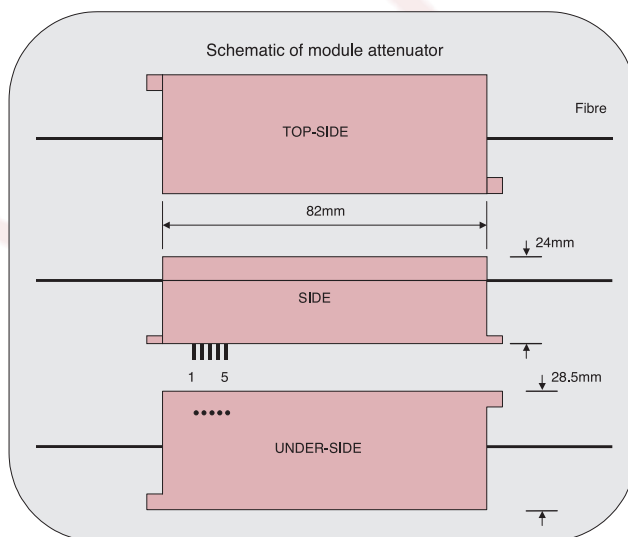 Schematic of module attenuator
TOP-SIDE
Fibre
82mm
24mm
SIDE
1 5
28.5mm
UNDER-SIDE